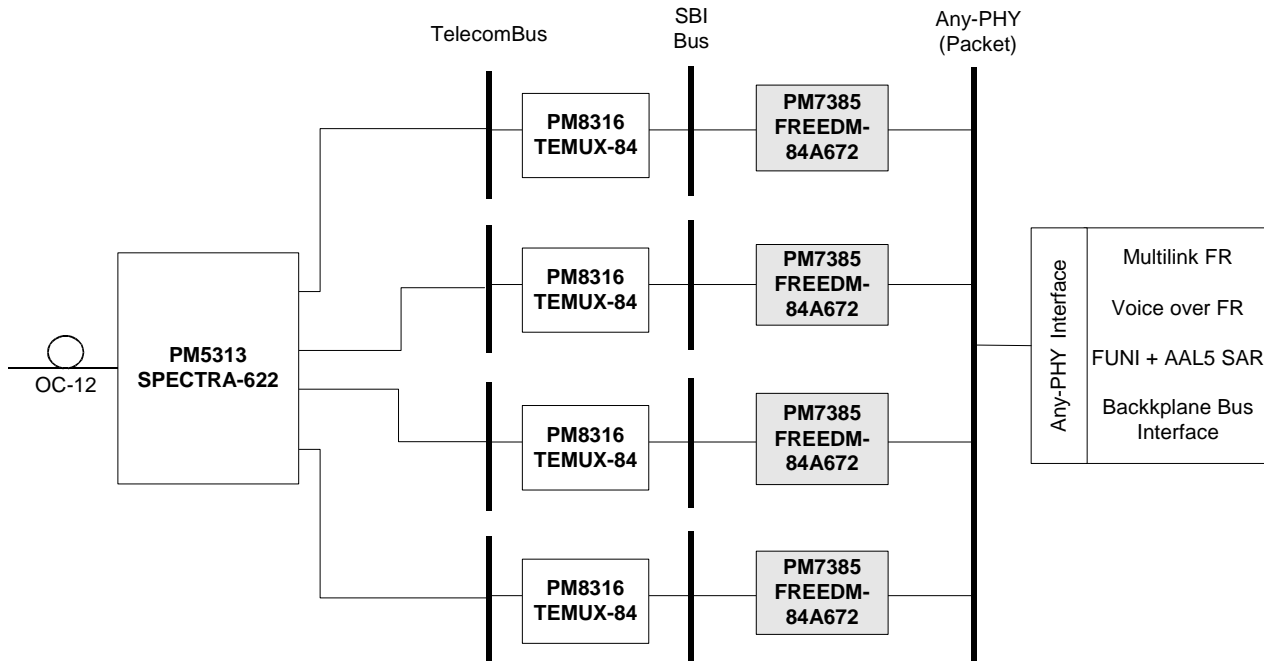 TelecomBus
SBI
Bus
Any-PHY
(Packet)
PM8316
TEMUX-84
PM7385
FREEDM-
84A672
PM8316
TEMUX-84
PM7385
FREEDM-
84A672
OC-12
PM5313
SPECTRA-622
PM8316
TEMUX-84
PM7385
FREEDM-
84A672
PM8316
TEMUX-84
PM7385
FREEDM-
84A672
Any-PHY Interface
Multilink FR
Voice over FR
FUNI + AAL5 SAR
Backkplane Bus
Interface